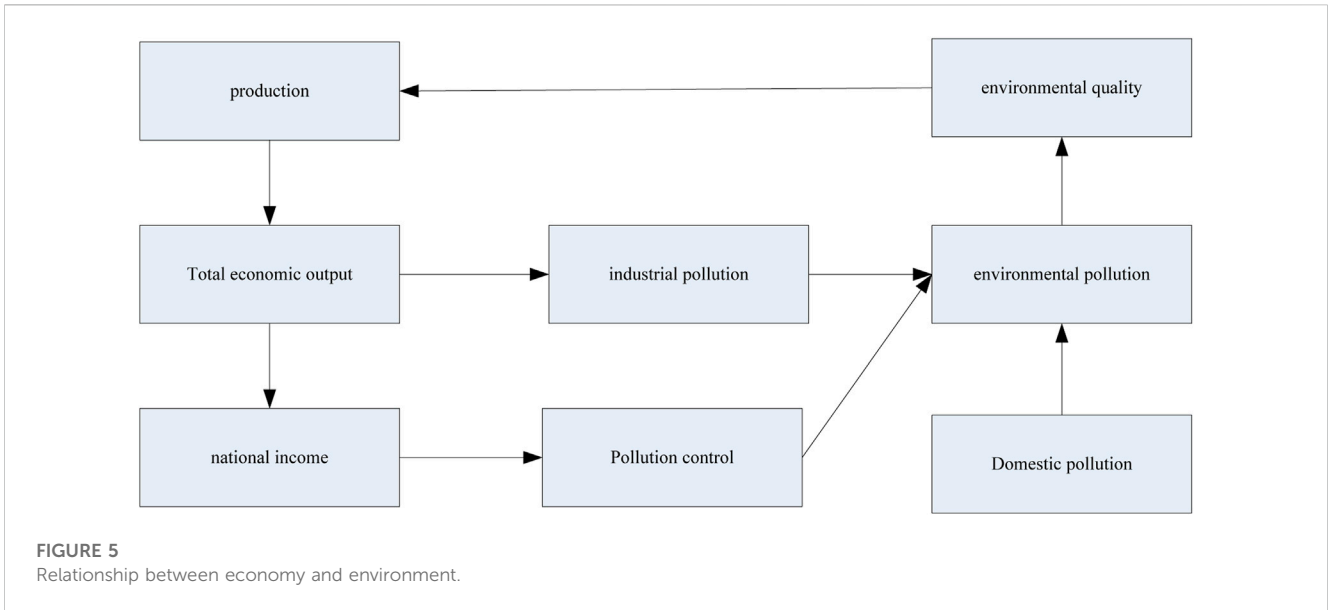 production
environmental quality
Total economic output
industrial pollution
environmental pollution
national income
Pollution control
Domestic pollution
FIGURE 5
Relationship between economy and environment.